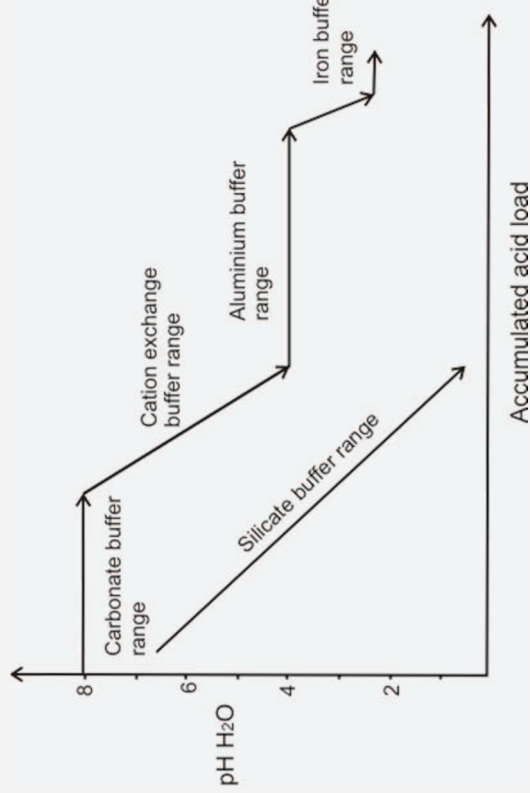 pH H₂O
8
6
4
2
Carbonate buffer
range
Cation exchange
buffer range
Aluminium buffer
range
range
Iron
Silicate buffer range
Accumulated acid load